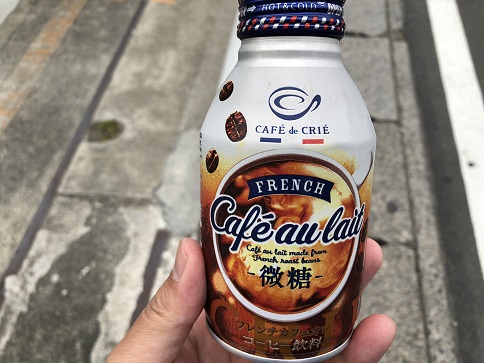 HOT&COLD
CAFÉ de CRIÉ
FRENCH
Café au lait
Café au lait made from
French roast beans
微糖
フレンチカフェオレ
コーヒー飲料